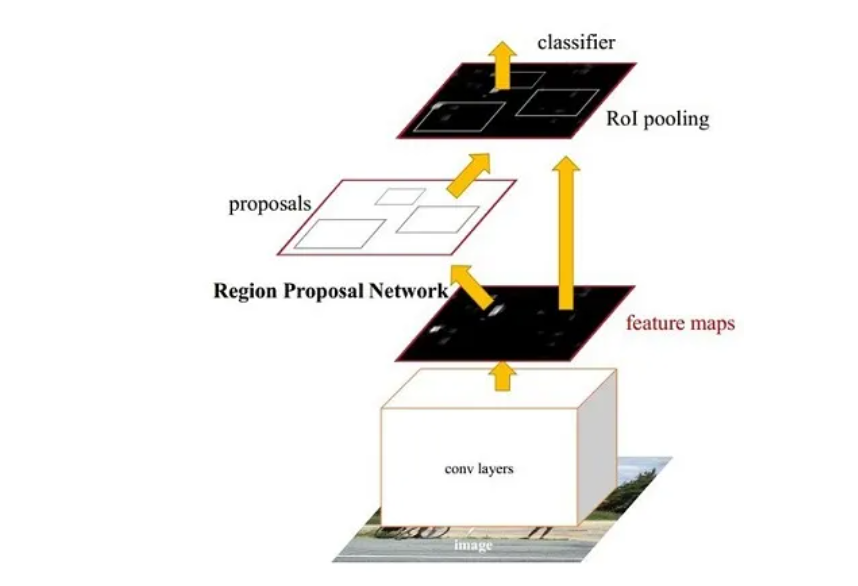 classifier
RoI pooling
proposals
Region Proposal Network
feature maps
conv layers
image